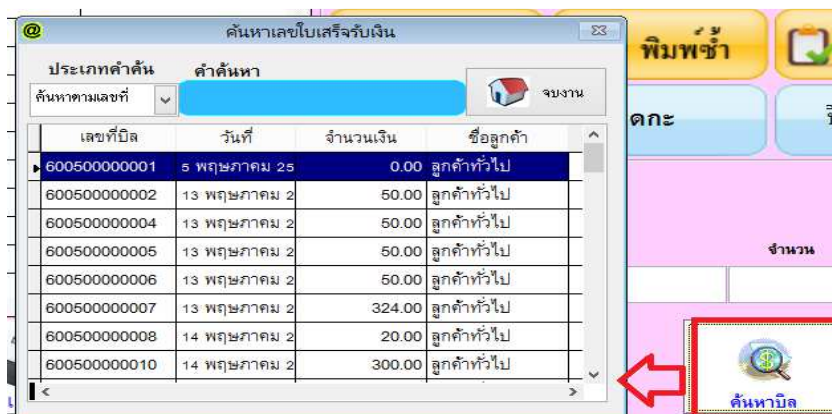 @ ค้นหาเลขใบเสร็จรับเงิน
ประเภทคำค้น คำค้นหา
ค้นหาตามเลขที่ จบงาน
เลขที่บิล วันที่ จำนวนเงิน ชื่อลูกค้า
600500000001 5 พฤษภาคม 25 0.00 ลูกค้าทั่วไป
600500000002 13 พฤษภาคม 2 50.00 ลูกค้าทั่วไป
600500000004 13 พฤษภาคม 2 50.00 ลูกค้าทั่วไป
600500000005 13 พฤษภาคม 2 50.00 ลูกค้าทั่วไป
600500000006 13 พฤษภาคม 2 50.00 ลูกค้าทั่วไป
600500000007 13 พฤษภาคม 2 324.00 ลูกค้าทั่วไป
600500000008 14 พฤษภาคม 2 20.00 ลูกค้าทั่วไป
600500000010 14 พฤษภาคม 2 300.00 ลูกค้าทั่วไป
พิมพ์ซ้ำ
ดกะ
จำนวน
ค้นหาบิล